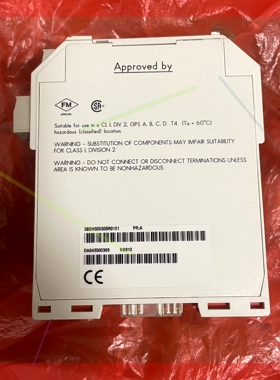 Approved by
FM
APPROVED
Suitable for use in a CL I, DIV 2, GPS A, B, C, D. T4 (Ta = 60°C)
hazardous (classified) location.
WARNING - SUBSTITUTION OF COMPONENTS MAY IMPAIR SUITABILITY
FOR CLASS I, DIVISION 2
WARNING - DO NOT CONNECT OR DISCONNECT TERMINATIONS UNLESS
AREA IS KNOWN TO BE NONHAZARDOUS.
3BDH000305R0101 PR:A
CE